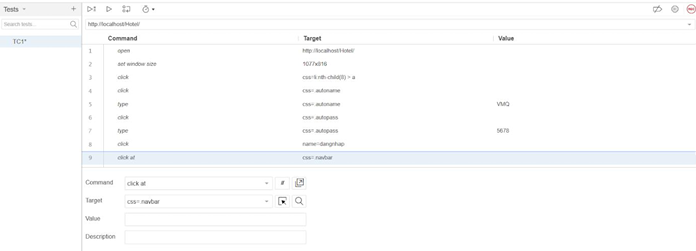 Tests
+
http://localhost/Hotel/
Search tests...
TC1*
Command Target Value
1 open http://localhost/Hotel/
2 set window size 1077x816
3 click css=li:nth-child(8) > a
4 click css=.autoname
5 type css=.autoname VMQ
6 click css=.autopass
7 type css=.autopass 5678
8 click name=dangnhap
9 click at css=.navbar
Command click at //
Target css=.navbar
Value
Description